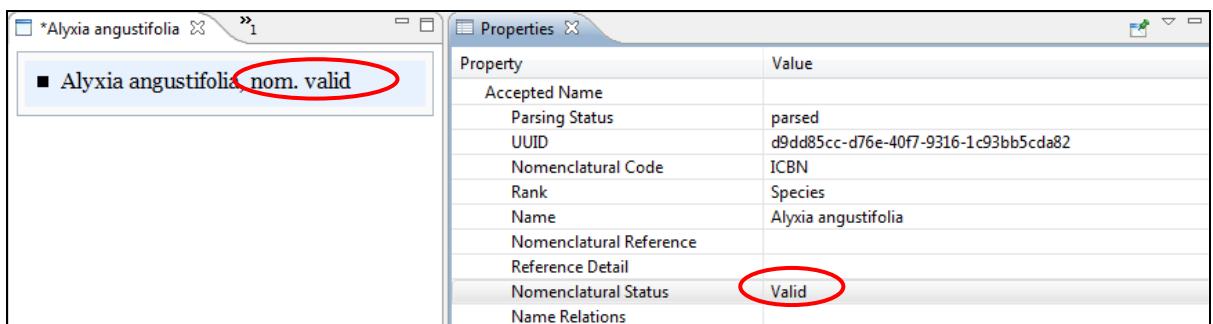 *Alyxia angustifolia
»1
Properties
Alyxia angustifolia, nom. valid
Property Value
Accepted Name
Parsing Status parsed
UUID d9dd85cc-d76e-40f7-9316-1c93bb5cda82
Nomenclatural Code ICBN
Rank Species
Name Alyxia angustifolia
Nomenclatural Reference
Reference Detail
Nomenclatural Status Valid
Name Relations